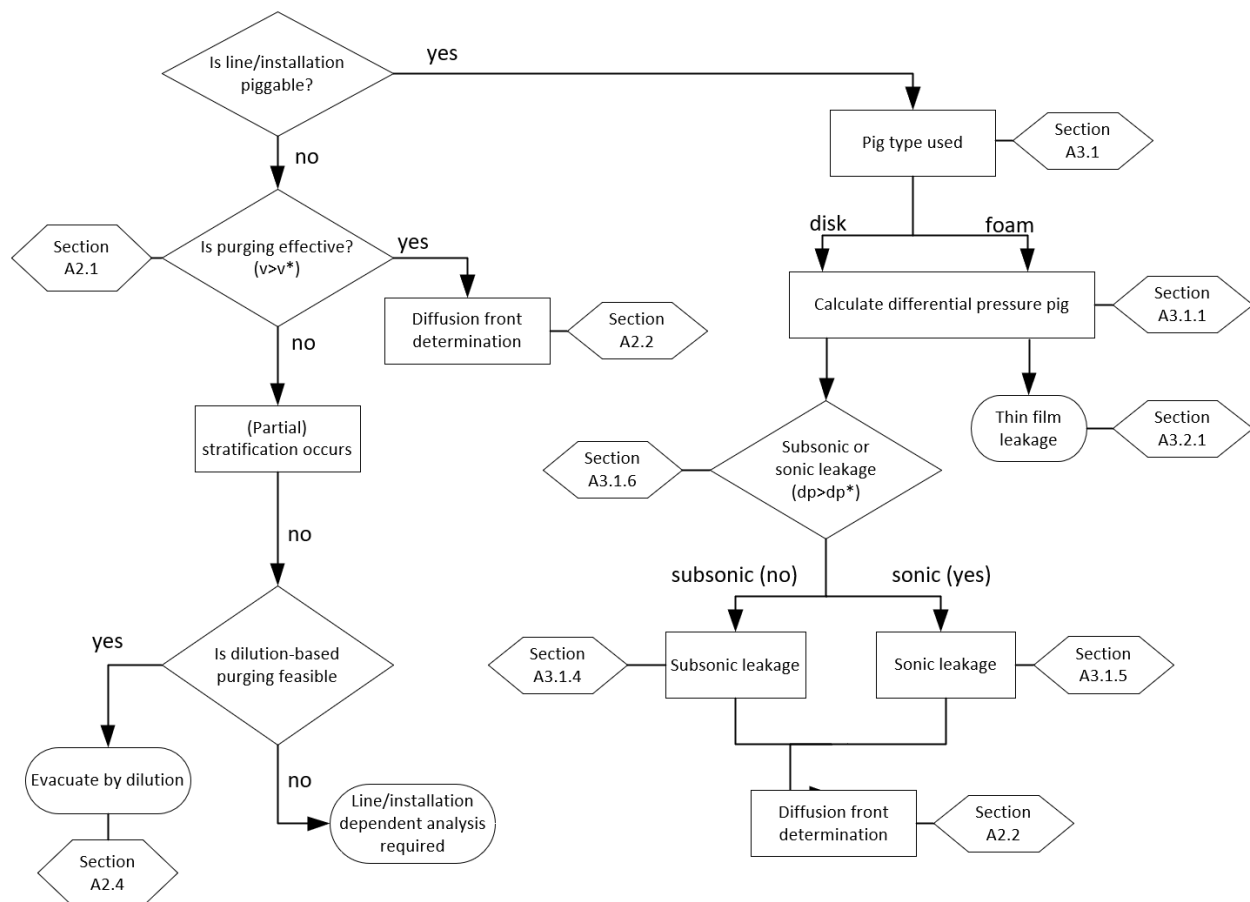 Is line/installation
piggable?
yes
no
Pig type used
Section
A3.1
disk
foam
Section
A2.1
Is purging effective?
(v>v*)
yes
no
Diffusion front
determination
Section
A2.2
Calculate differential pressure pig
Section
A3.1.1
(Partial)
stratification occurs
no
Thin film
leakage
Section
A3.2.1
Section
A3.1.6
Subsonic or
sonic leakage
(dp>dp*)
subsonic (no)
sonic (yes)
yes
Is dilution-based
purging feasible
no
Section
A3.1.4
Subsonic leakage
Sonic leakage
Section
A3.1.5
Evacuate by dilution
Section
A2.4
Line/installation
dependent analysis
required
Diffusion front
determination
Section
A2.2